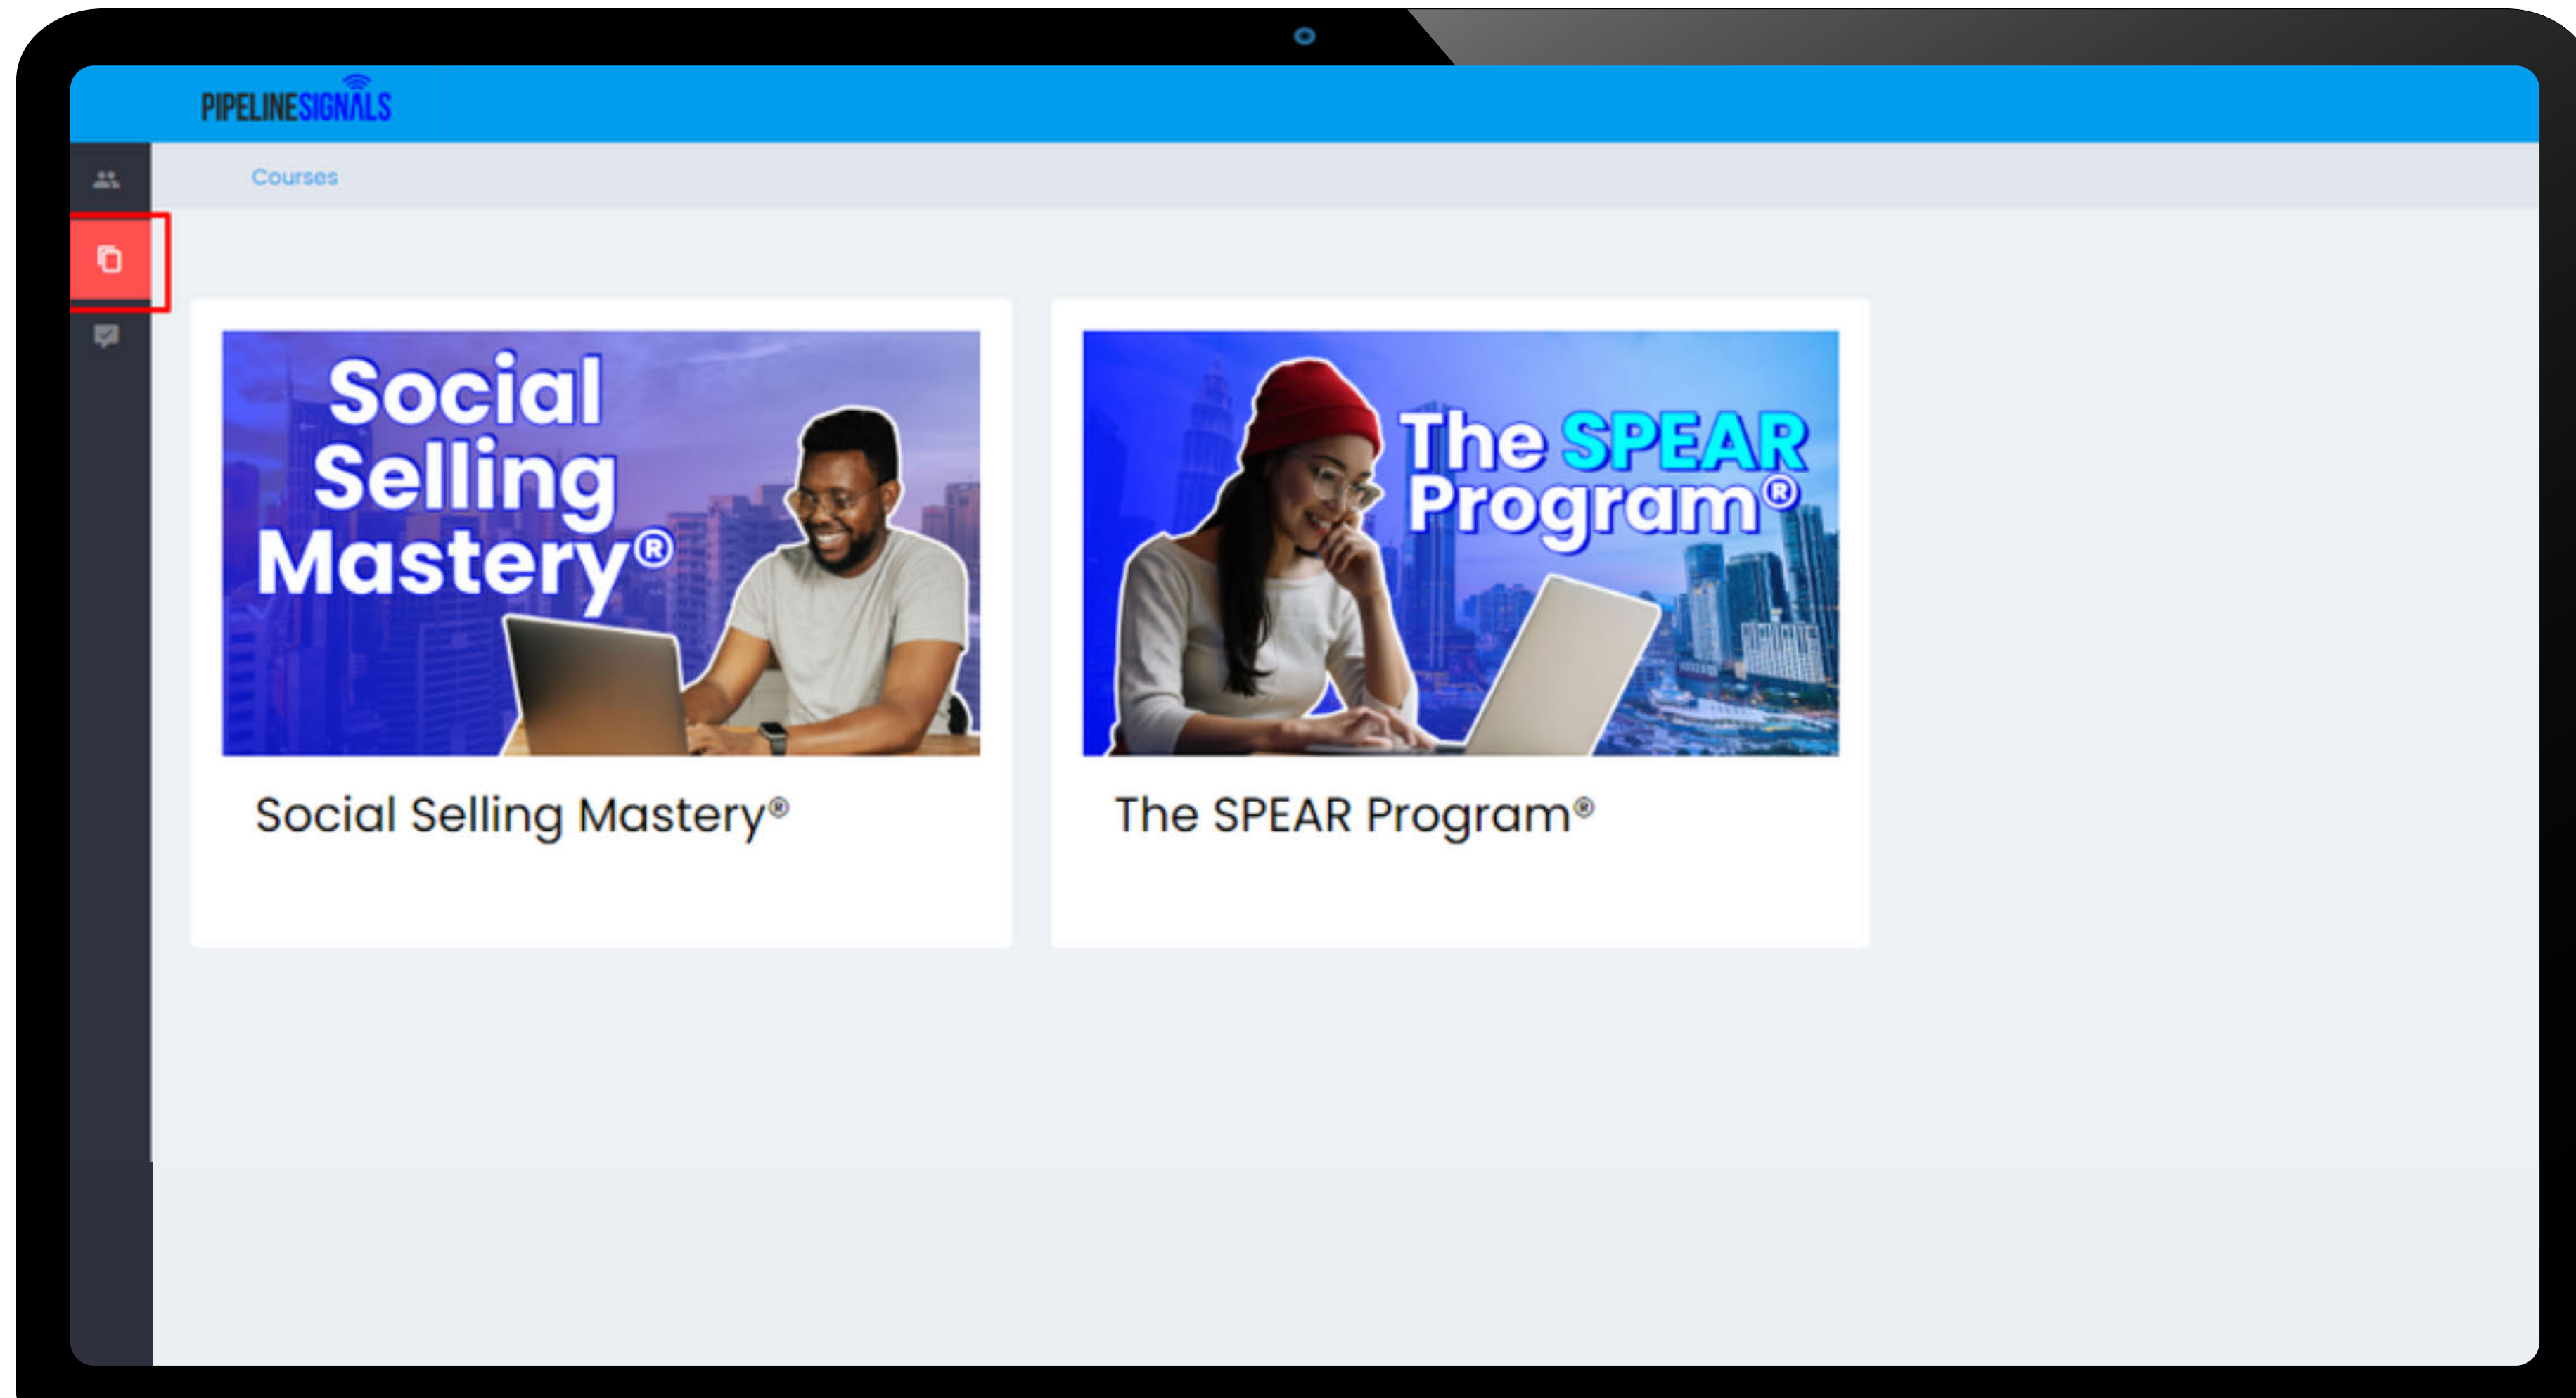 PIPELINESIGNALS
Courses
Social
Selling
Mastery®
The SPEAR
Program®
Social Selling Mastery®
The SPEAR Program®